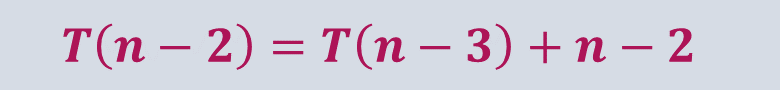 T(n − 2) = T(n − 3) + n − 2